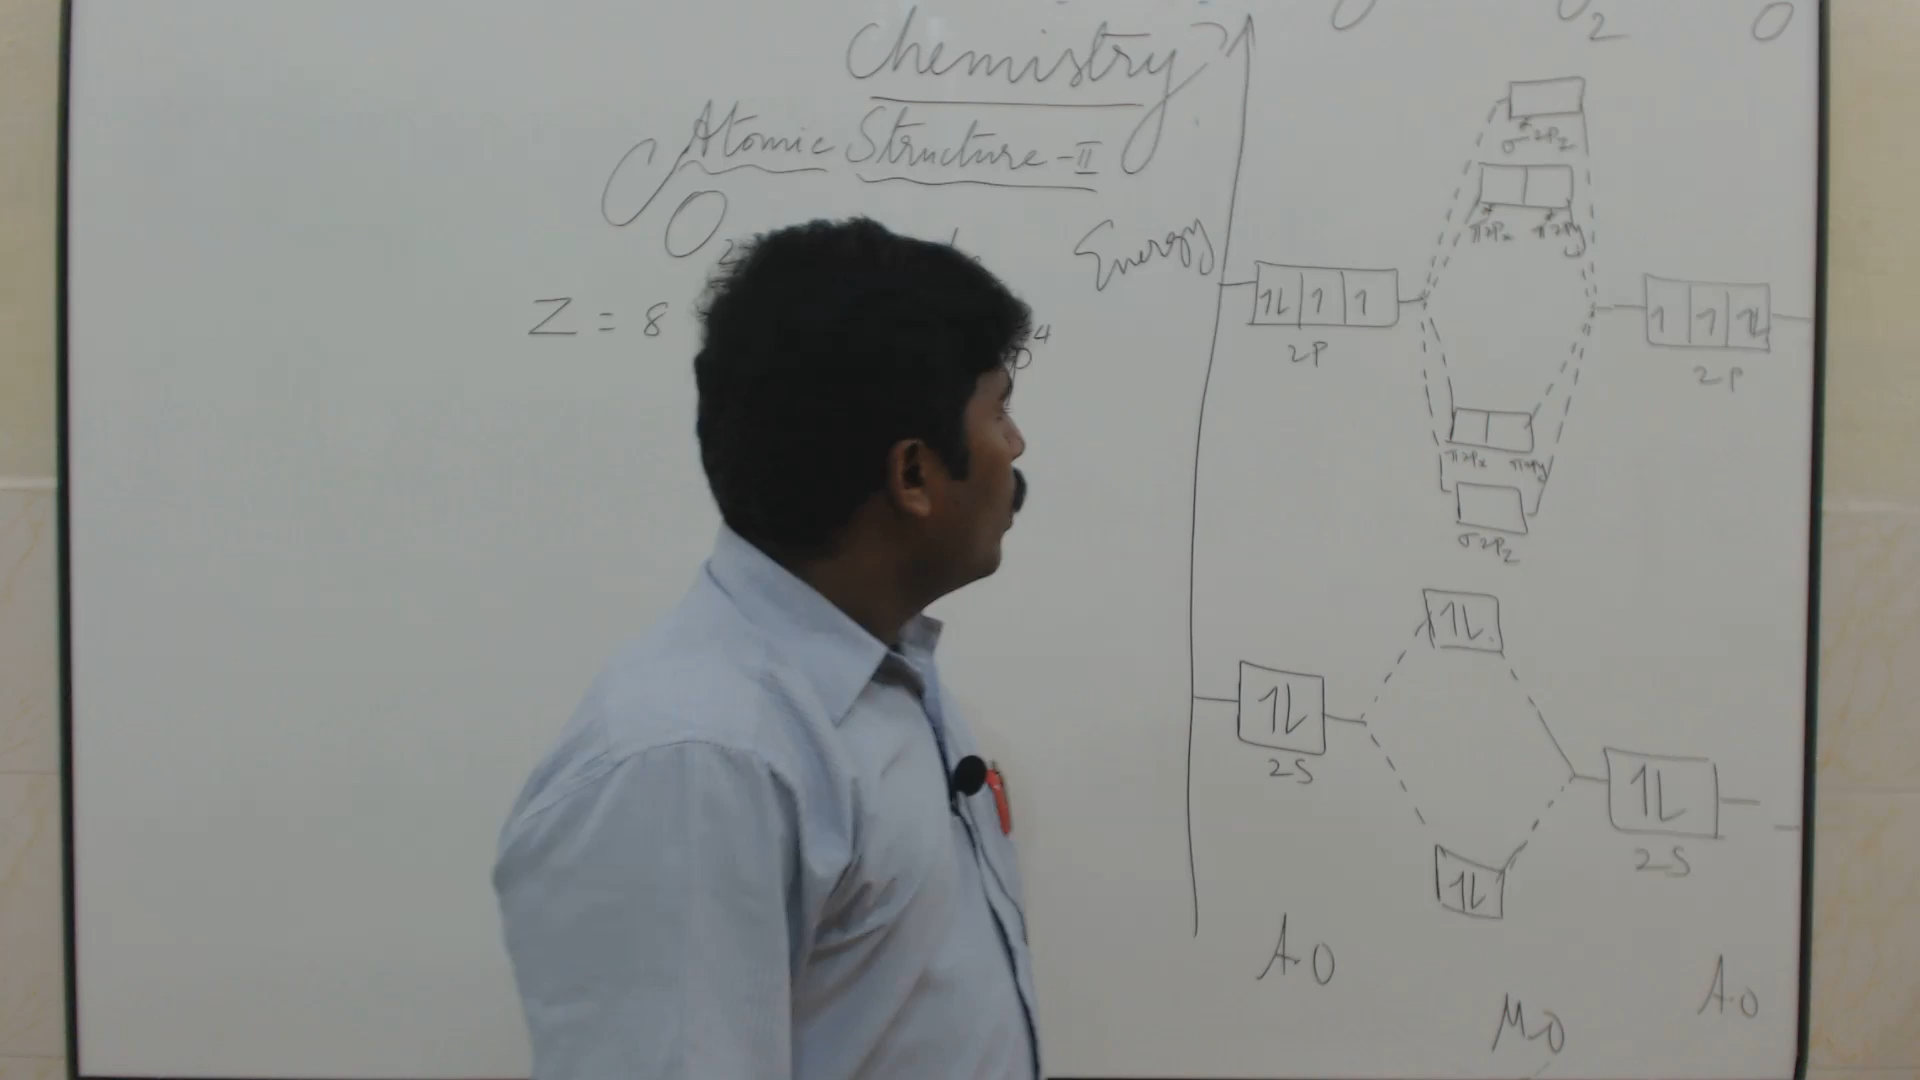 Chemistry
Atomic Structure-II
O2
Z = 8
4
Energy
O2
O
σ*2Pz
π*2Px π*2Py
1L 1 1
2P
1 1 1L
2P
π2Px π2Py
σ2Pz
1L
1L
2S
1L
2S
1L
A.O
M.O
A.O